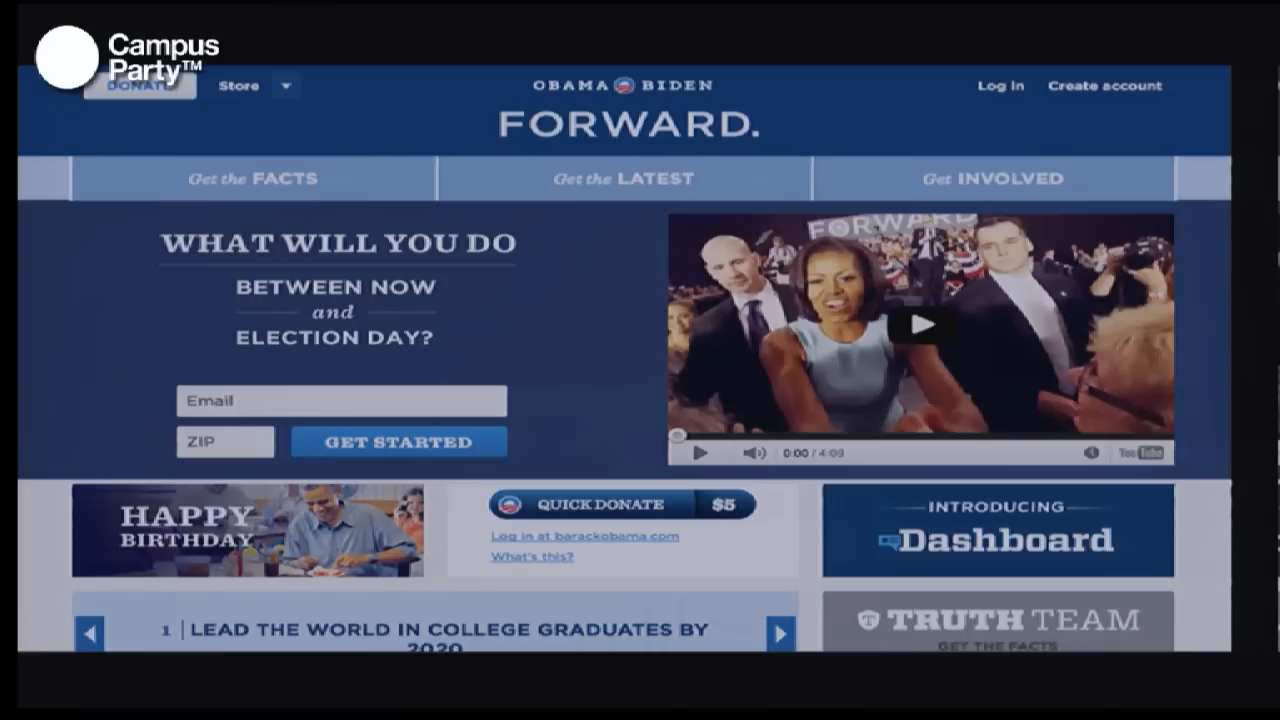 Campus
Party™
DONATE
Store
OBAMA BIDEN
Log in
Create account
FORWARD.
Get the FACTS
Get the LATEST
Get INVOLVED
WHAT WILL YOU DO
BETWEEN NOW
and
ELECTION DAY?
Email
ZIP
GET STARTED
FORWARD
0:00 / 4:09
YouTube
HAPPY
BIRTHDAY
QUICK DONATE $5
Log in at barackobama.com
What's this?
INTRODUCING
Dashboard
1 | LEAD THE WORLD IN COLLEGE GRADUATES BY
2020
TRUTH TEAM
GET THE FACTS